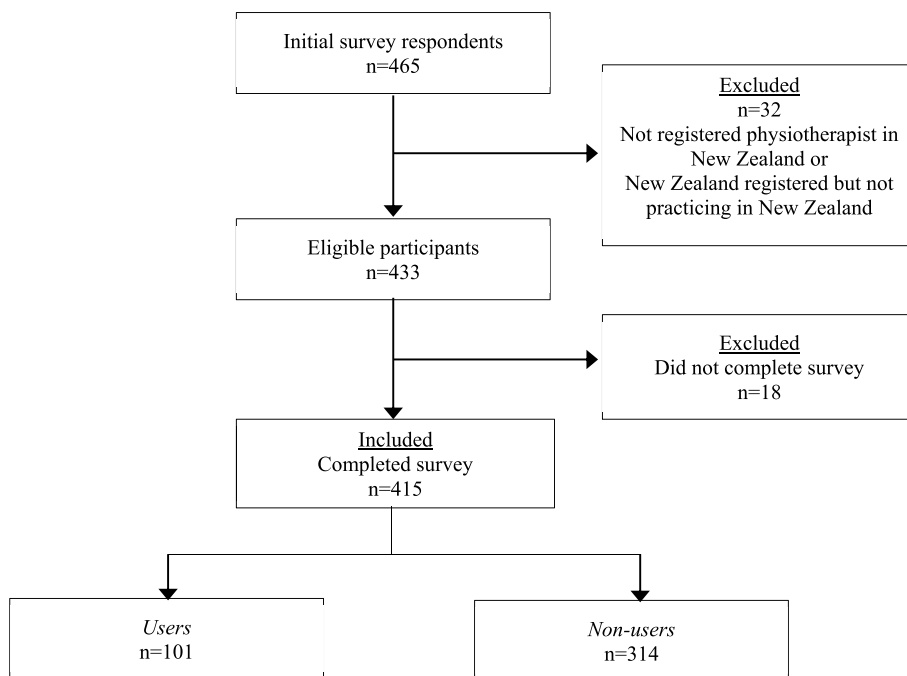 Initial survey respondents
n=465
Excluded
n=32
Not registered physiotherapist in
New Zealand or
New Zealand registered but not
practicing in New Zealand
Eligible participants
n=433
Excluded
Did not complete survey
n=18
Included
Completed survey
n=415
Users
n=101
Non-users
n=314